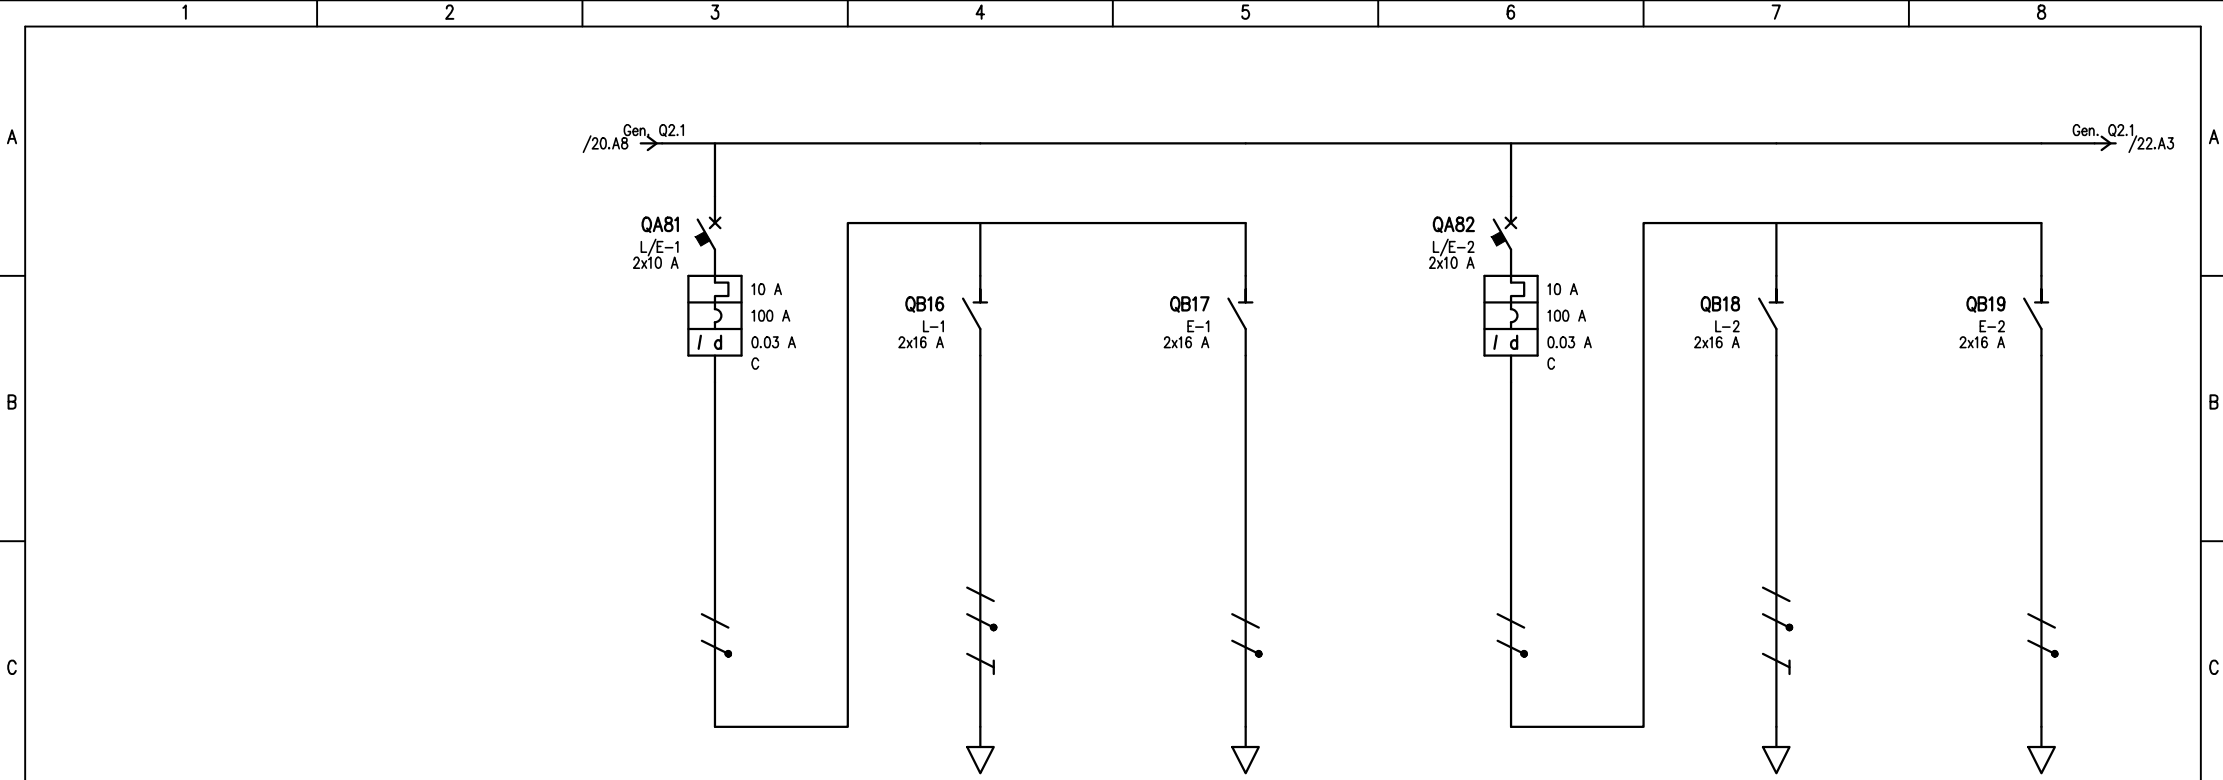 1 2 3 4 5 6 7 8
A A
Gen. Q2.1 Gen. Q2.1
/20.A8 /22.A3
QA81 QA82
L/E-1 L/E-2
2x10 A 2x10 A
10 A 10 A
QB16 QB17 QB18 QB19
100 A 100 A
L-1 E-1 L-2 E-2
2x16 A 2x16 A 2x16 A 2x16 A
I d 0.03 A I d 0.03 A
C C
B B
C C